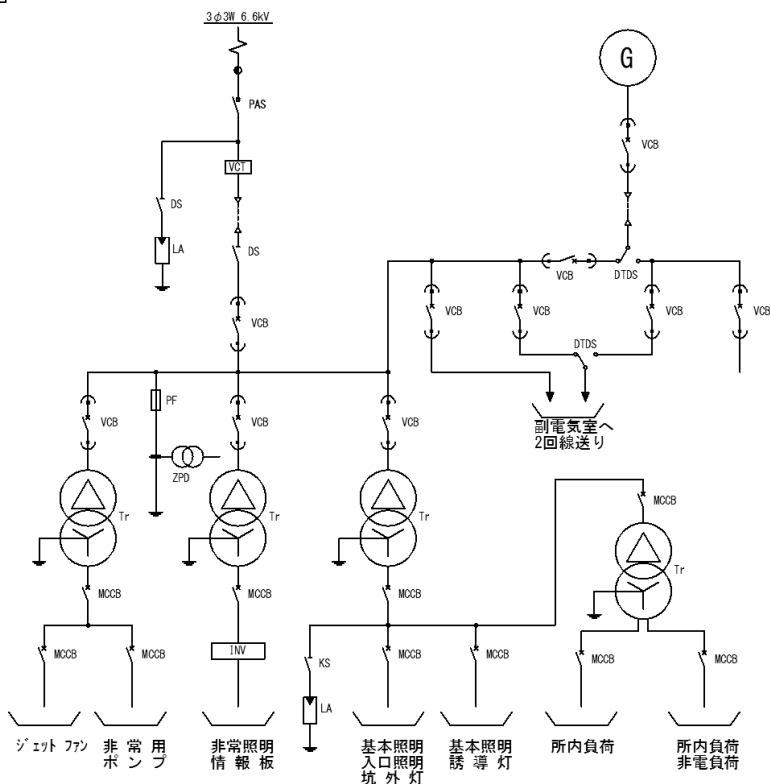 3φ3W 6.6kV
G
PAS
VCB
VCT
DS
LA
DS
VCB
DTDS
VCB
VCB
VCB
VCB
VCB
DTDS
PF
VCB
VCB
VCB
ZPD
副電気室へ
2回線送り
MCCB
Tr
Tr
Tr
Tr
MCCB
MCCB
MCCB
MCCB
MCCB
INV
KS
MCCB
MCCB
MCCB
MCCB
LA
ジェットファン
非常用
ポンプ
非常照明
情報板
基本照明
入口照明
坑外灯
基本照明
誘導灯
所内負荷
所内負荷
非電負荷